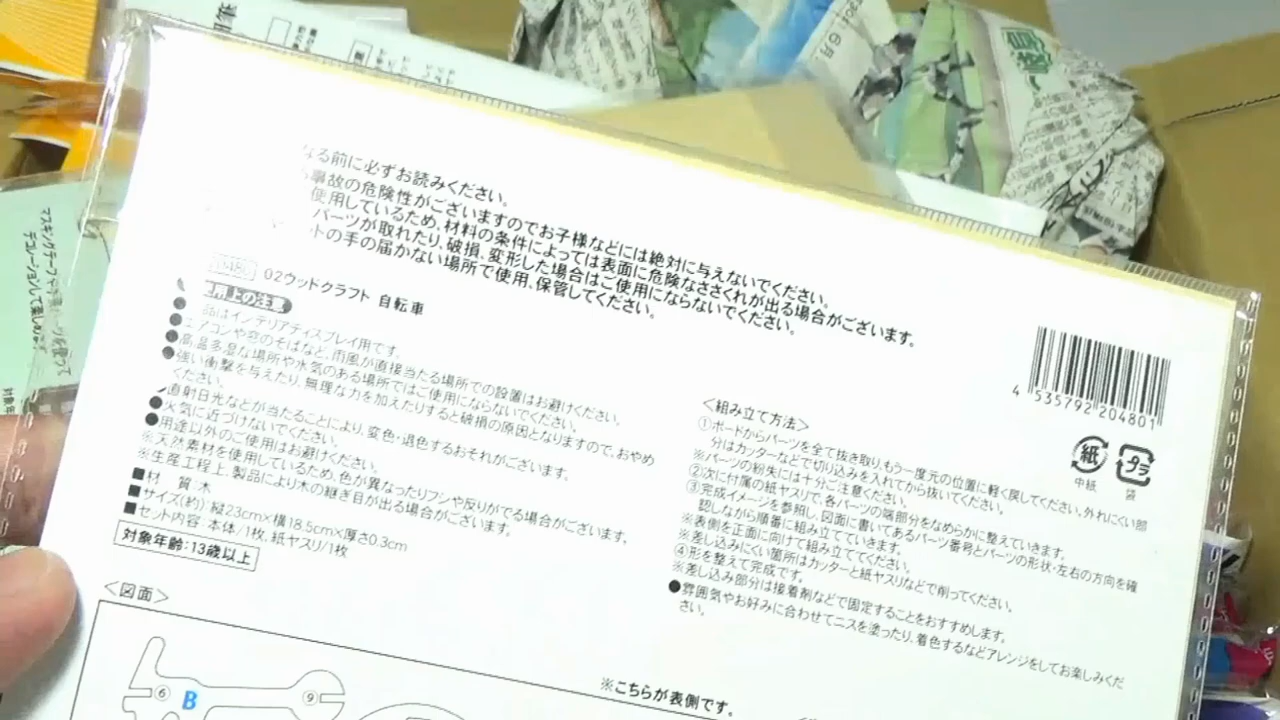 なる前に必ずお読みください。
事故の危険性がございますのでお子様などには絶対に与えないでください。
使用しているため、材料の条件によっては表面に危険なささくれが出る場合がございます。
パーツが取れたり、破損、変形した場合はご使用にならないでください。
トの手の届かない場所で使用、保管してください。
02ウッドクラフト 自転車
使用上の注意
品はインテリアディスプレイ用です。
●エアコンや窓のそばなど、雨風が直接当たる場所での設置はお避けください。
●高温多湿な場所や水気のある場所ではご使用にならないでください。
●強い衝撃を与えたり、無理な力を加えたりすると破損の原因となりますので、おやめ
ください。
●直射日光などが当たることにより、変色・退色するおそれがございます。
●火気に近づけないでください。
●用途以外のご使用はお避けください。
※天然素材を使用しているため、色が異なったりフシや反りがでる場合がございます。
※生産工程上、製品により木の継ぎ目が出る場合がございます。
■材 質:木
■サイズ(約):縦23cm×横18.5cm×厚さ0.3cm
■セット内容:本体/1枚、紙ヤスリ/1枚
対象年齢:13歳以上
<図面>
6 B 9
※こちらが表側です。
4 535792 204801
紙 プラ
中紙 袋
<組み立て方法>
①ボードからパーツを全て抜き取り、もう一度元の位置に軽く戻してください。外れにくい部
分はカッターなどで切り込みを入れてから抜いてください。
※パーツの紛失には十分ご注意ください。
②次に付属の紙ヤスリで、各パーツの端部分をなめらかに整えていきます。
③完成イメージを参照し、図面に書いてあるパーツ番号とパーツの形状・左右の方向を確
認しながら順番に組み立てていきます。
※表側を正面に向けて組み立ててください。
※差し込みにくい箇所はカッターと紙ヤスリなどで削ってください。
④形を整えて完成です。
※差し込み部分は接着剤などで固定することをおすすめします。
●雰囲気やお好みに合わせてニスを塗ったり、着色するなどアレンジをしてお楽しみくだ
さい。
マスキングテープや
デコレーションして楽し